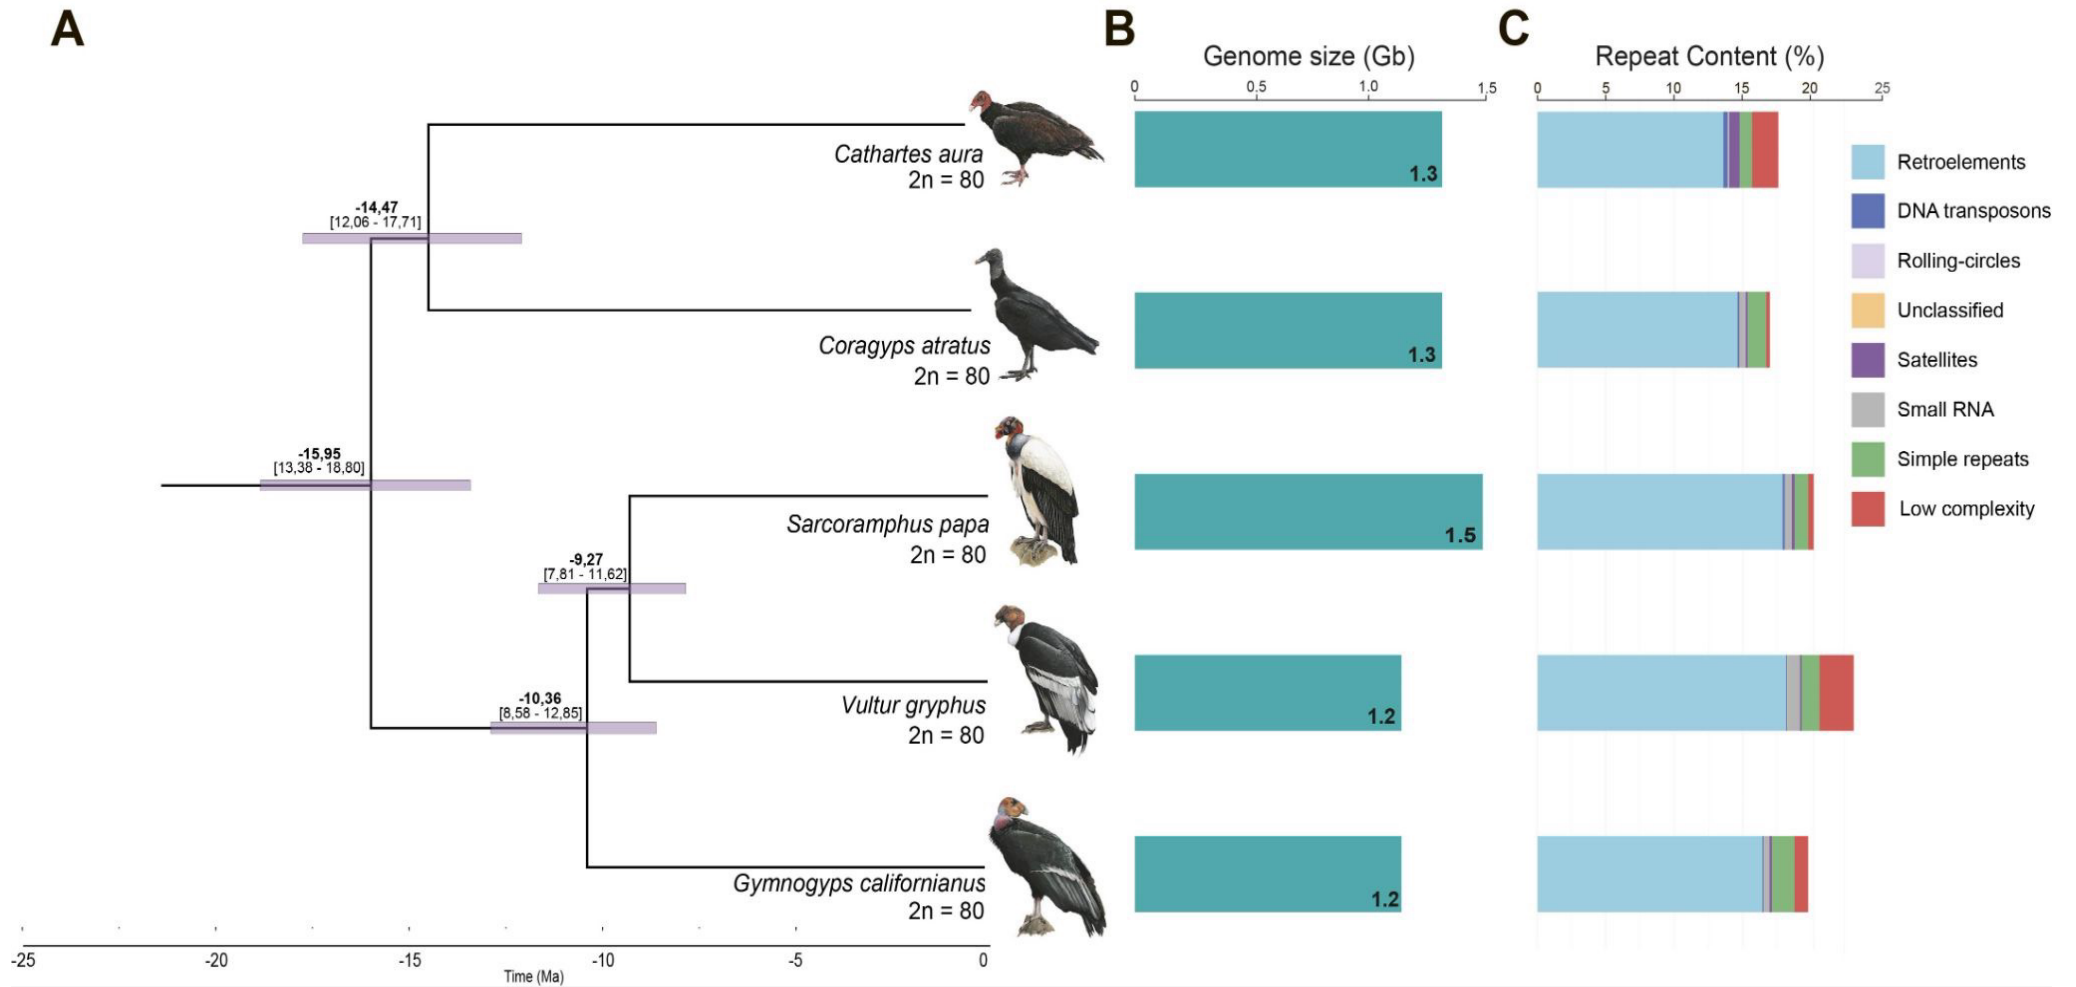 A
B
C
Genome size (Gb)
Repeat Content (%)
0 0.5 1.0 1.5
0 5 10 15 20 25
Cathartes aura
2n = 80
1.3
-14,47
[12,06 - 17,71]
Coragyps atratus
2n = 80
1.3
-15,95
[13,38 - 18,80]
Sarcoramphus papa
2n = 80
1.5
-9,27
[7,81 - 11,62]
Vultur gryphus
2n = 80
1.2
-10,36
[8,58 - 12,85]
Gymnogyps californianus
2n = 80
1.2
-25 -20 -15 -10 -5 0
Time (Ma)
Retroelements
DNA transposons
Rolling-circles
Unclassified
Satellites
Small RNA
Simple repeats
Low complexity